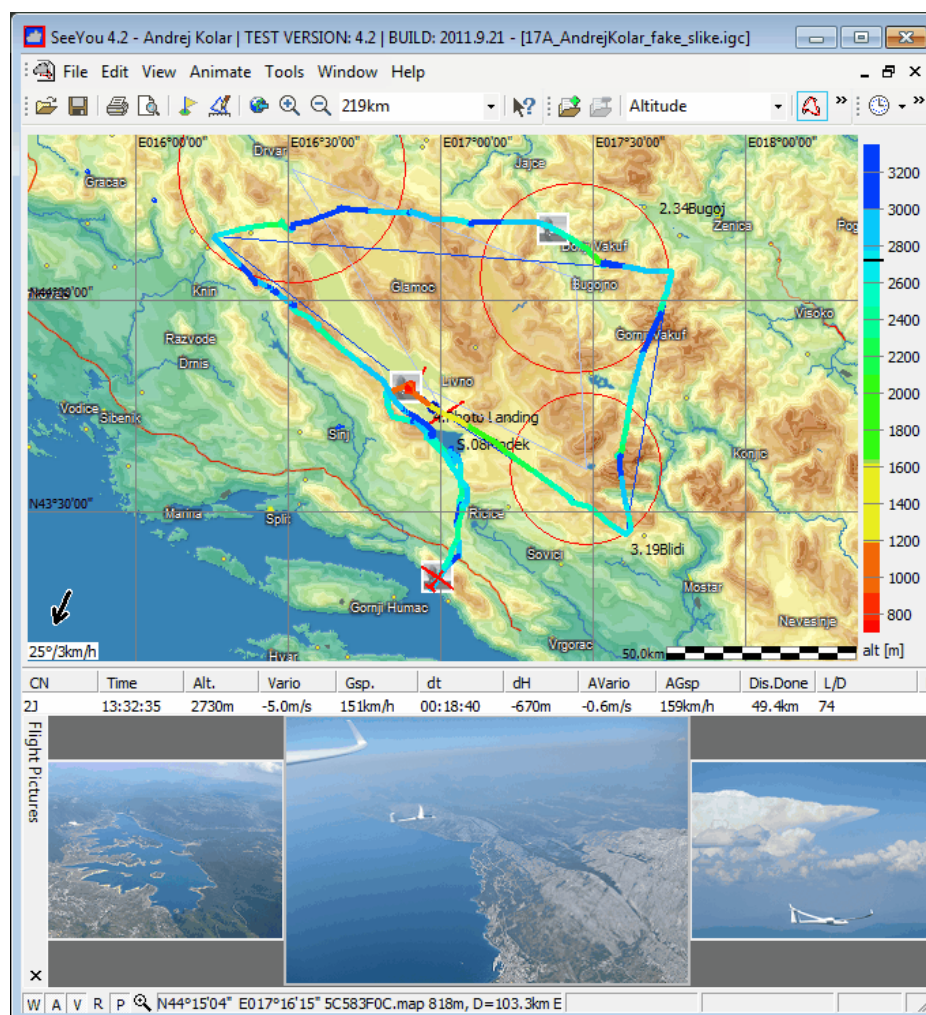 SeeYou 4.2 - Andrej Kolar | TEST VERSION: 4.2 | BUILD: 2011.9.21 - [17A_AndrejKolar_fake_slike.igc]
File Edit View Animate Tools Window Help
219km Altitude
E016°00'00" E016°30'00" E017°00'00" E017°30'00" E018°00'00"
Drvar Jajce
Gracac
2.34Bugoj
Zenica
Knin Glamoc Bugojno
Visoko
Razvode
Drnis
Livno
Vodice Sibenik
A.Photo Landing
Sinj
Konjic
N43°30'00"
Marina Split Ricice
Sovici 3.19Blidi
Mostar
Gornji Humac
Nevesinje
Vrgorac
Hvar
25°/3km/h
50.0km
3200
3000
2800
2600
2400
2200
2000
1800
1600
1400
1200
1000
800
alt [m]
CN Time Alt. Vario Gsp. dt dH AVario AGsp Dis.Done L/D
2J 13:32:35 2730m -5.0m/s 151km/h 00:18:40 -670m -0.6m/s 159km/h 49.4km 74
Flight Pictures
W A V R P N44°15'04" E017°16'15" 5C583F0C.map 818m, D=103.3km E